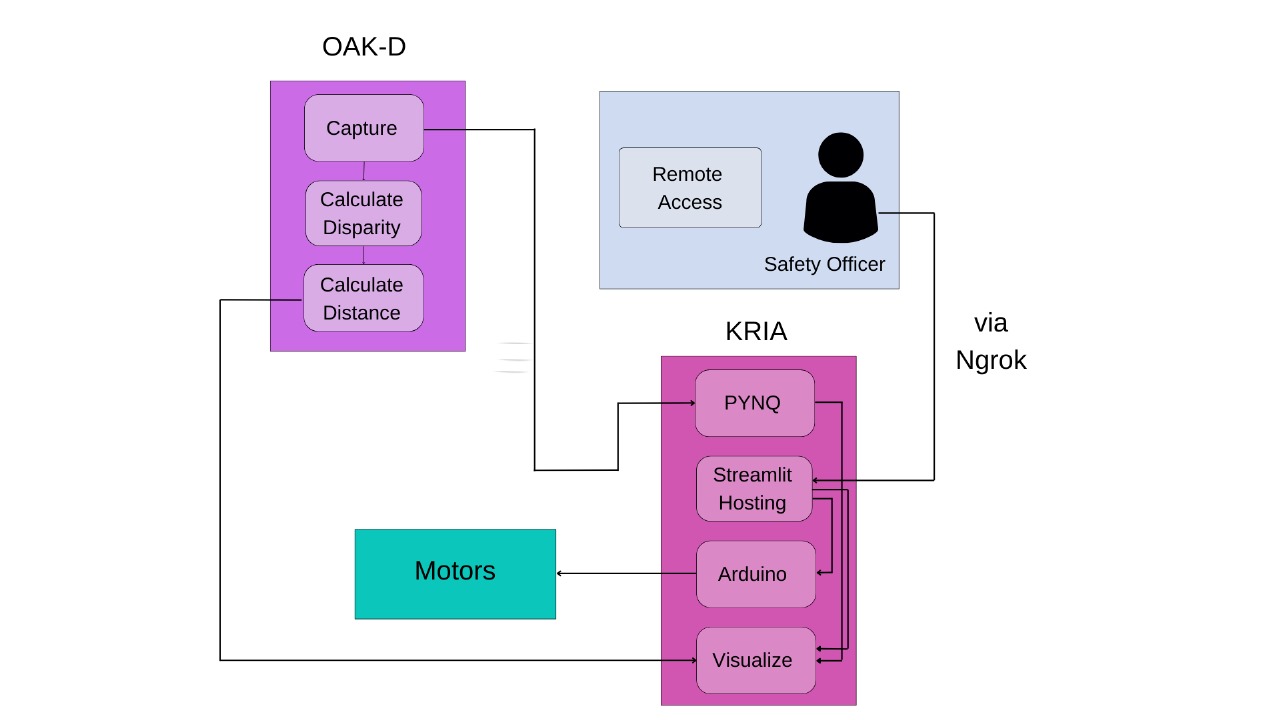 OAK-D
Capture
Calculate
Disparity
Calculate
Distance
Remote
Access
Safety Officer
via
Ngrok
KRIA
PYNQ
Streamlit
Hosting
Arduino
Visualize
Motors